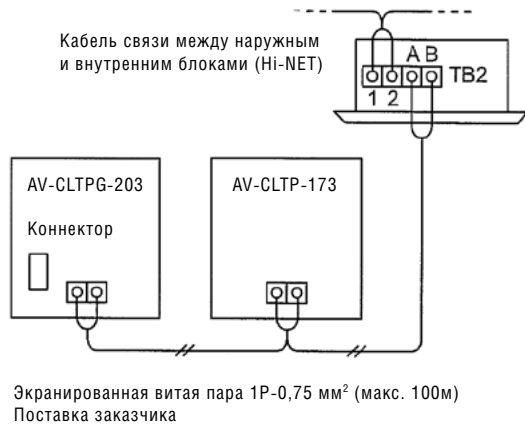 Кабель связи между наружным
и внутренним блоками (Hi-NET)
A B
TB2
1 2
AV-CLTPG-203
Коннектор
AV-CLTP-173
Экранированная витая пара 1P-0,75 мм² (макс. 100м)
Поставка заказчика